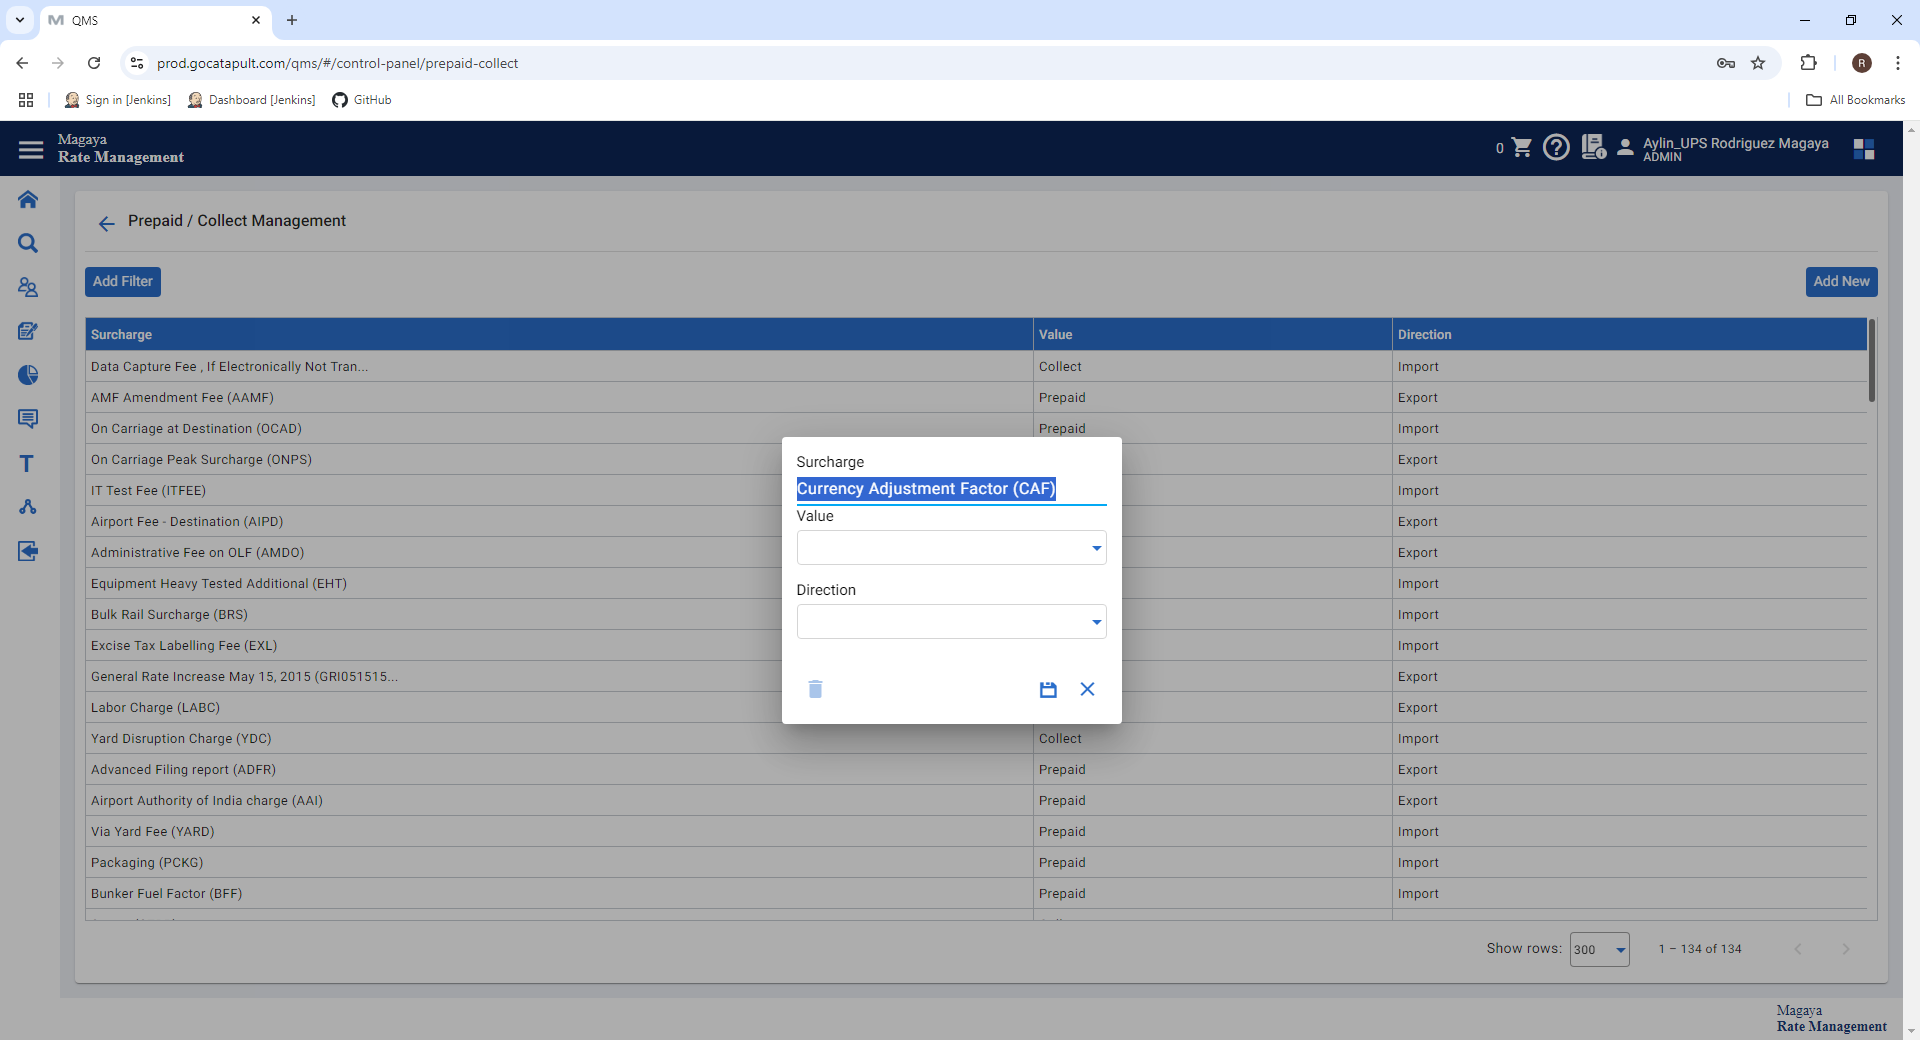 QMS
prod.gocatapult.com/qms/#/control-panel/prepaid-collect
R
Sign in [Jenkins]
Dashboard [Jenkins]
GitHub
All Bookmarks
Magaya
Rate Management
0
Aylin_UPS Rodriguez Magaya
ADMIN
Prepaid / Collect Management
Add Filter
Add New
Surcharge Value Direction
Data Capture Fee , If Electronically Not Tran... Collect Import
AMF Amendment Fee (AAMF) Prepaid Export
On Carriage at Destination (OCAD) Prepaid Import
On Carriage Peak Surcharge (ONPS) Export
IT Test Fee (ITFEE) Import
Airport Fee - Destination (AIPD) Export
Administrative Fee on OLF (AMDO) Export
Equipment Heavy Tested Additional (EHT) Import
Bulk Rail Surcharge (BRS) Import
Excise Tax Labelling Fee (EXL) Import
General Rate Increase May 15, 2015 (GRI051515... Export
Labor Charge (LABC) Export
Yard Disruption Charge (YDC) Collect Import
Advanced Filing report (ADFR) Prepaid Export
Airport Authority of India charge (AAI) Prepaid Export
Via Yard Fee (YARD) Prepaid Import
Packaging (PCKG) Prepaid Import
Bunker Fuel Factor (BFF) Prepaid Import
Surcharge
Currency Adjustment Factor (CAF)
Value
Direction
Show rows: 300 1 – 134 of 134
Magaya
Rate Management